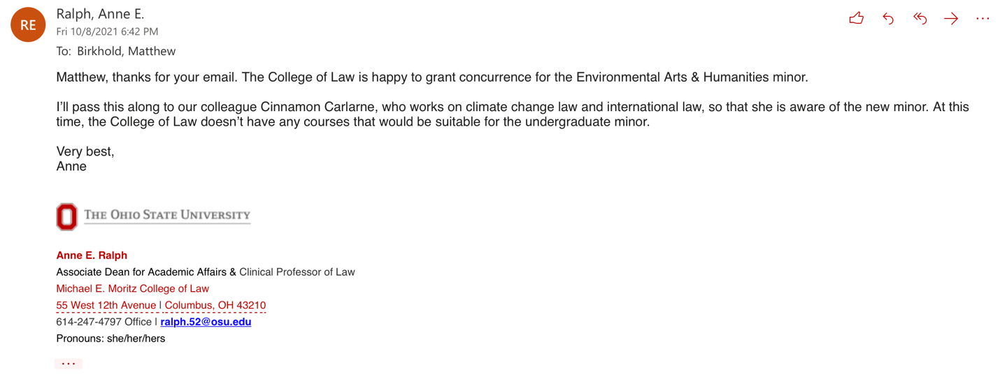 RE
Ralph, Anne E.
Fri 10/8/2021 6:42 PM
To: Birkhold, Matthew
Matthew, thanks for your email. The College of Law is happy to grant concurrence for the Environmental Arts & Humanities minor.
I'll pass this along to our colleague Cinnamon Carlarne, who works on climate change law and international law, so that she is aware of the new minor. At this
time, the College of Law doesn't have any courses that would be suitable for the undergraduate minor.
Very best,
Anne
THE OHIO STATE UNIVERSITY
Anne E. Ralph
Associate Dean for Academic Affairs & Clinical Professor of Law
Michael E. Moritz College of Law
55 West 12th Avenue | Columbus, OH 43210
614-247-4797 Office | ralph.52@osu.edu
Pronouns: she/her/hers